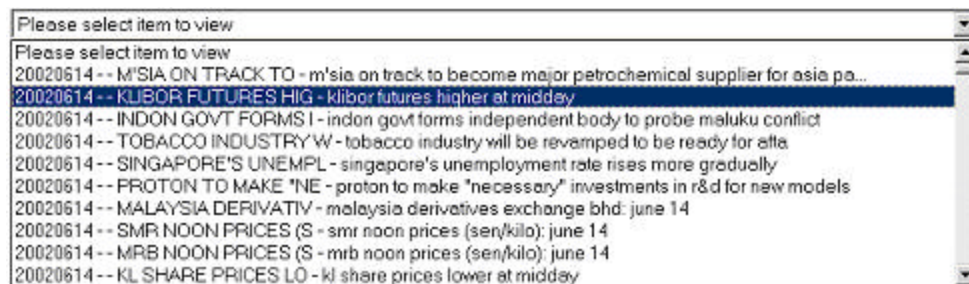 Please select item to view
Please select item to view
20020614 - - M'SIA ON TRACK TO - m'sia on track to become major petrochemical supplier for asia pa...
20020614 - - KLIBOR FUTURES HIG - klibor futures higher at midday
20020614 - - INDON GOVT FORMS I - indon govt forms independent body to probe maluku conflict
20020614 - - TOBACCO INDUSTRY W - tobacco industry will be revamped to be ready for afta
20020614 - - SINGAPORE'S UNEMPL - singapore's unemployment rate rises more gradually
20020614 - - PROTON TO MAKE "NE - proton to make "necessary" investments in r&d for new models
20020614 - - MALAYSIA DERIVATIV - malaysia derivatives exchange bhd: june 14
20020614 - - SMR NOON PRICES (S - smr noon prices (sen/kilo): june 14
20020614 - - MRB NOON PRICES (S - mrb noon prices (sen/kilo): june 14
20020614 - - KL SHARE PRICES LO - kl share prices lower at midday